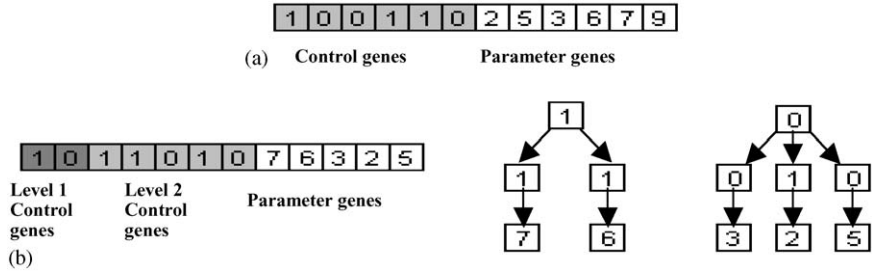 1 0 0 1 1 0 2 5 3 6 7 9
(a) Control genes Parameter genes
1 0 1 1 0 1 0 7 6 3 2 5
Level 1 Control genes
Level 2 Control genes
Parameter genes
(b)
1
1 1
7 6
0
0 1 0
3 2 5